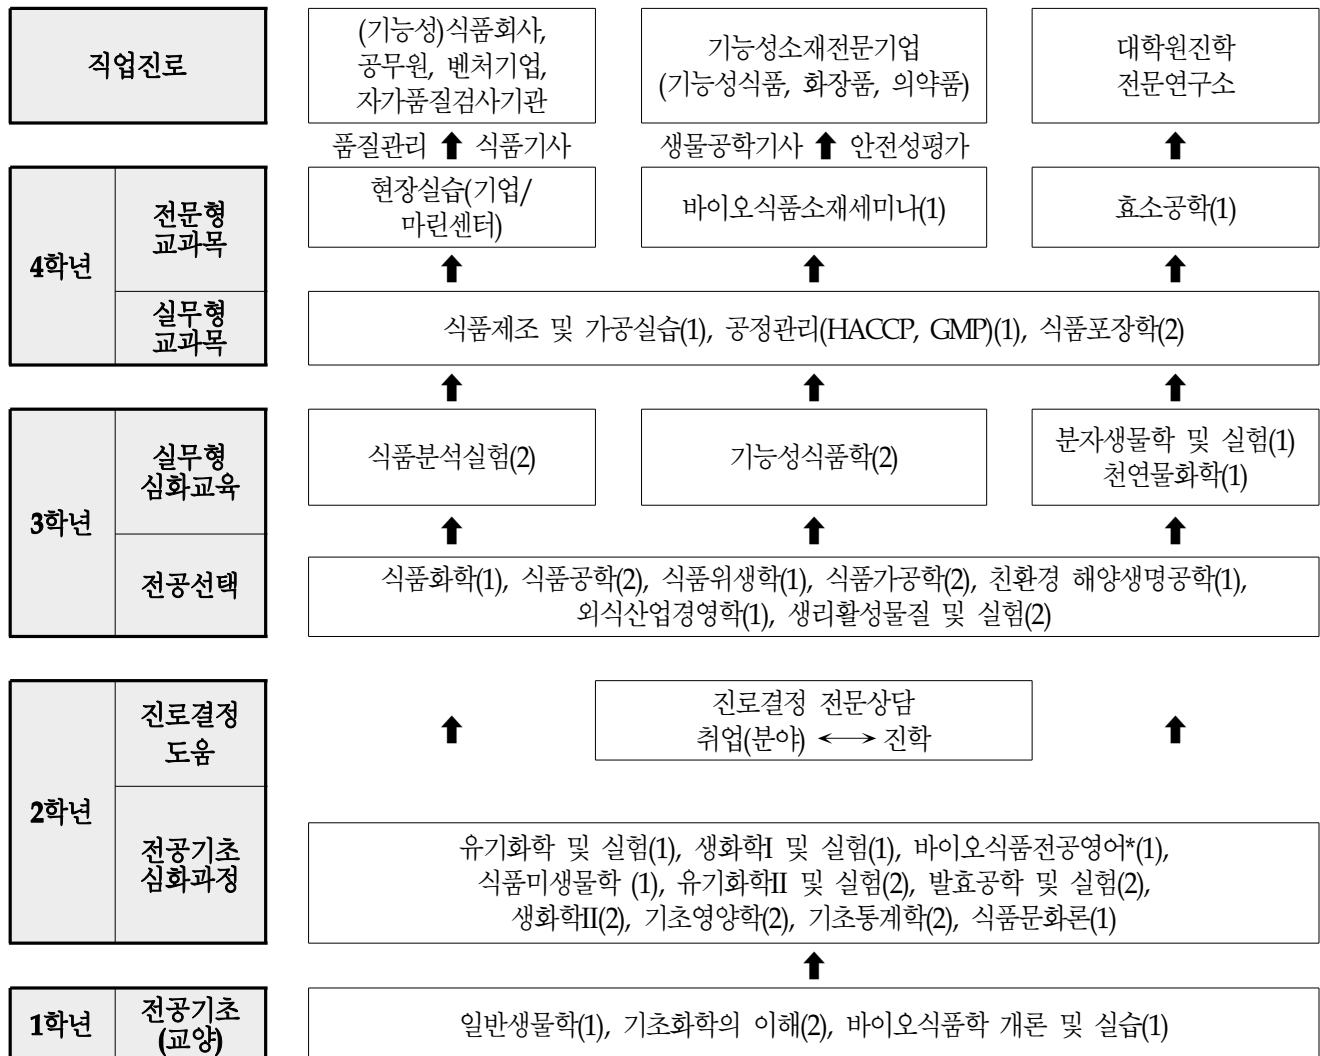 직업진로
(기능성)식품회사,
공무원, 벤처기업,
자가품질검사기관
기능성소재전문기업
(기능성식품, 화장품, 의약품)
대학원진학
전문연구소
품질관리 ⬆ 식품기사
생물공학기사 ⬆ 안전성평가
⬆
4학년
전문형
교과목
현장실습(기업/
마린센터)
바이오식품소재세미나(1)
효소공학(1)
⬆ ⬆ ⬆
실무형
교과목
식품제조 및 가공실습(1), 공정관리(HACCP, GMP)(1), 식품포장학(2)
⬆ ⬆ ⬆
3학년
실무형
심화교육
식품분석실험(2)
기능성식품학(2)
분자생물학 및 실험(1)
천연물화학(1)
⬆ ⬆ ⬆
전공선택
식품화학(1), 식품공학(2), 식품위생학(1), 식품가공학(2), 친환경 해양생명공학(1),
외식산업경영학(1), 생리활성물질 및 실험(2)
2학년
진로결정
도움
⬆
진로결정 전문상담
취업(분야) ⟷ 진학
⬆
전공기초
심화과정
유기화학 및 실험(1), 생화학I 및 실험(1), 바이오식품전공영어*(1),
식품미생물학 (1), 유기화학II 및 실험(2), 발효공학 및 실험(2),
생화학II(2), 기초영양학(2), 기초통계학(2), 식품문화론(1)
⬆
1학년
전공기초
(교양)
일반생물학(1), 기초화학의 이해(2), 바이오식품학 개론 및 실습(1)